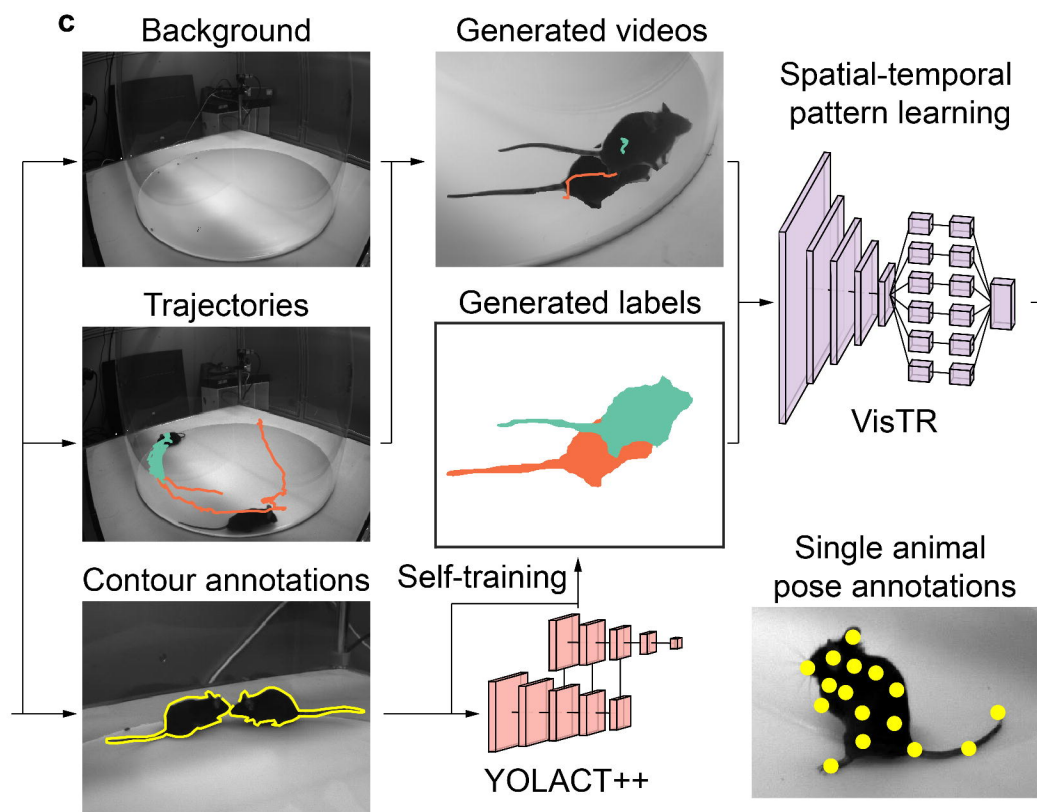 c
Background
Generated videos
Spatial-temporal
pattern learning
Trajectories
Generated labels
VisTR
Contour annotations
Self-training
Single animal
pose annotations
YOLACT++